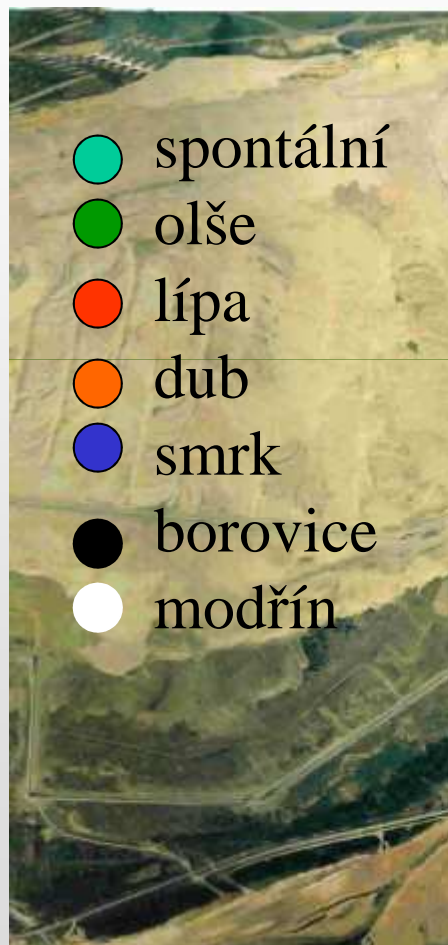 spontální
olše
lípa
dub
smrk
borovice
modřín